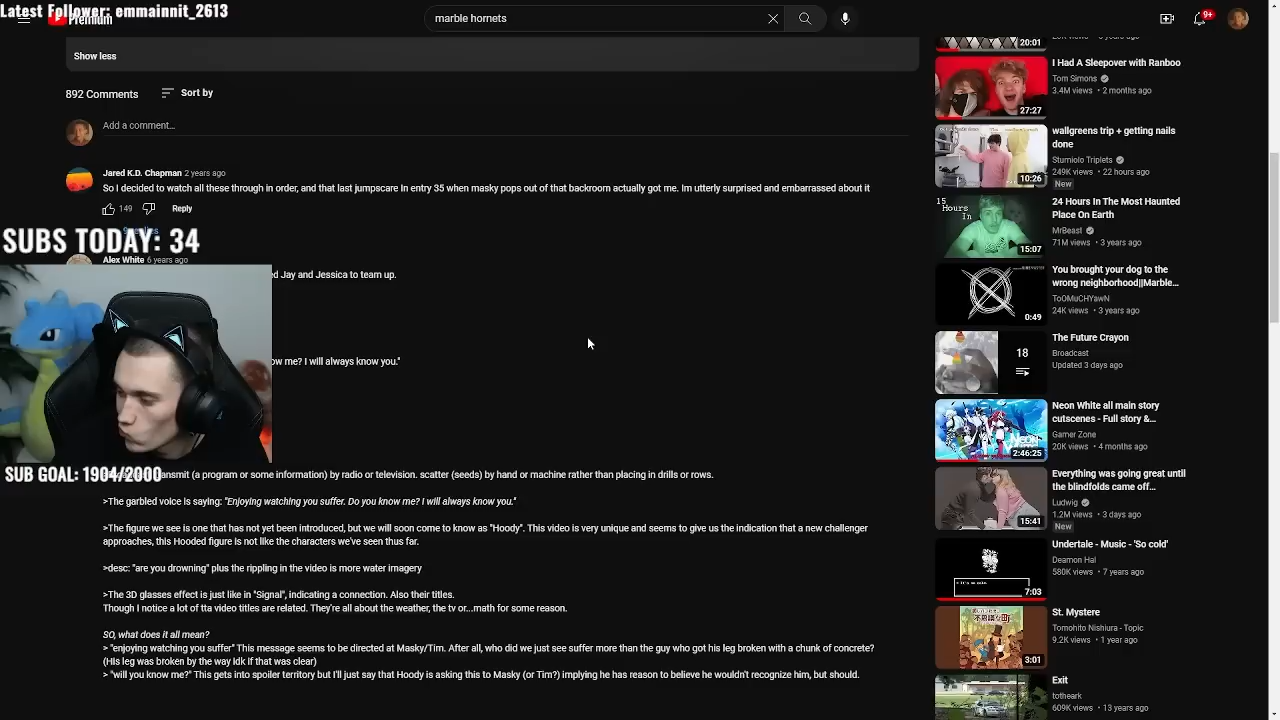 Latest Follower: emmainnit_2613
Premium
marble hornets
9+
Show less
892 Comments
Sort by
Add a comment...
Jared K.D. Chapman 2 years ago
So I decided to watch all these through in order, and the last jumpscare in entry 35 when masky pops out of that backroom actually got me. Im utterly surprised and embarrassed about it
149
Reply
SUBS TODAY: 34
Alex White 6 years ago
ed Jay and Jessica to team up.
ow me? I will always know you."
SUB GOAL: 1904/2000
transmit (a program or some information) by radio or television. scatter (seeds) by hand or machine rather than placing in drills or rows.
>The garbled voice is saying: "Enjoying watching you suffer. Do you know me? I will always know you."
>The figure we see is one that has not yet been introduced, but we will soon come to know as "Hoody". This video is very unique and seems to give us the indication that a new challenger
approaches, this Hooded figure is not like the characters we've seen thus far.
>desc: "are you drowning" plus the rippling in the video is more water imagery
>The 3D glasses effect is just like in "Signal", indicating a connection. Also their titles.
Though I notice a lot of tta video titles are related. They're all about the weather, the tv or...math for some reason.
SO, what does it all mean?
> "enjoying watching you suffer" This line seems to be directed at Masky/Tim. After all, who did we just see suffer more than the guy who got his leg broken with a chunk of concrete?
(His leg was broken by the way idk if that was clear)
> "will you know me?" This gets into spoiler territory but I'll just say that Hoody is asking this to Masky (or Tim?) implying he has reason to believe he wouldn't recognize him, but should.
20:01
I Had A Sleepover with Ranboo
Tom Simons
3.4M views • 2 months ago
27:27
wallgreens trip + getting nails
done
Sturniolo Triplets
249K views • 22 hours ago
New
10:26
15
Hours
In
24 Hours In The Most Haunted
Place On Earth
MrBeast
71M views • 3 years ago
15:07
You brought your dog to the
wrong neighborhood||Marble...
ToOMuCHYawN
24K views • 3 years ago
0:49
The Future Crayon
Broadcast
Updated 3 days ago
18
Neon White all main story
cutscenes - Full story &...
Gamer Zone
20K views • 4 months ago
2:46:25
Everything was going great until
the blindfolds came off...
Ludwig
1.2M views • 3 days ago
New
15:41
Undertale - Music - 'So cold'
Deamon Hal
580K views • 7 years ago
7:03
St. Mystere
Tomohito Nishiura - Topic
9.2K views • 1 year ago
3:01
Exit
totheark
609K views • 13 years ago